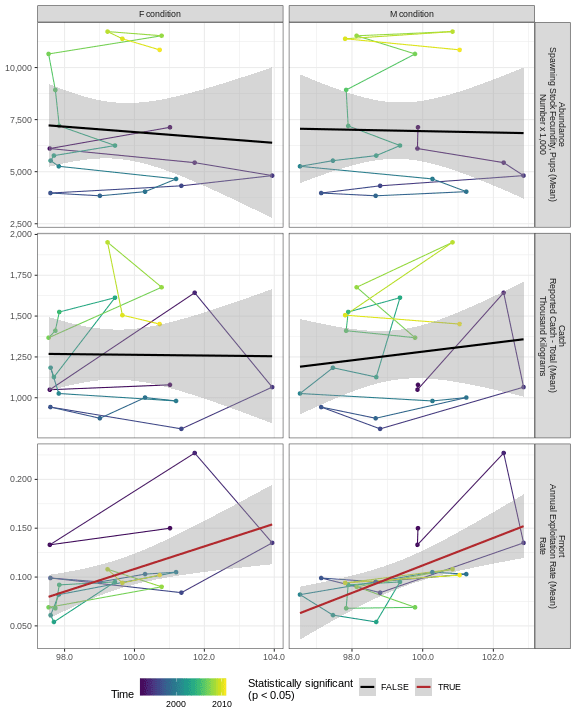 F condition
M condition
10,000
7,500
5,000
2,500
Abundance
Spawning Stock Fecundity, Pups (Mean)
Number x 1,000
2,000
1,750
1,500
1,250
1,000
Catch
Reported Catch - Total (Mean)
Thousand Kilograms
0.200
0.150
0.100
0.050
Fmort
Annual Exploitation Rate (Mean)
Rate
98.0 100.0 102.0 104.0
98.0 100.0 102.0
Time
2000 2010
Statistically significant
(p < 0.05)
FALSE
TRUE